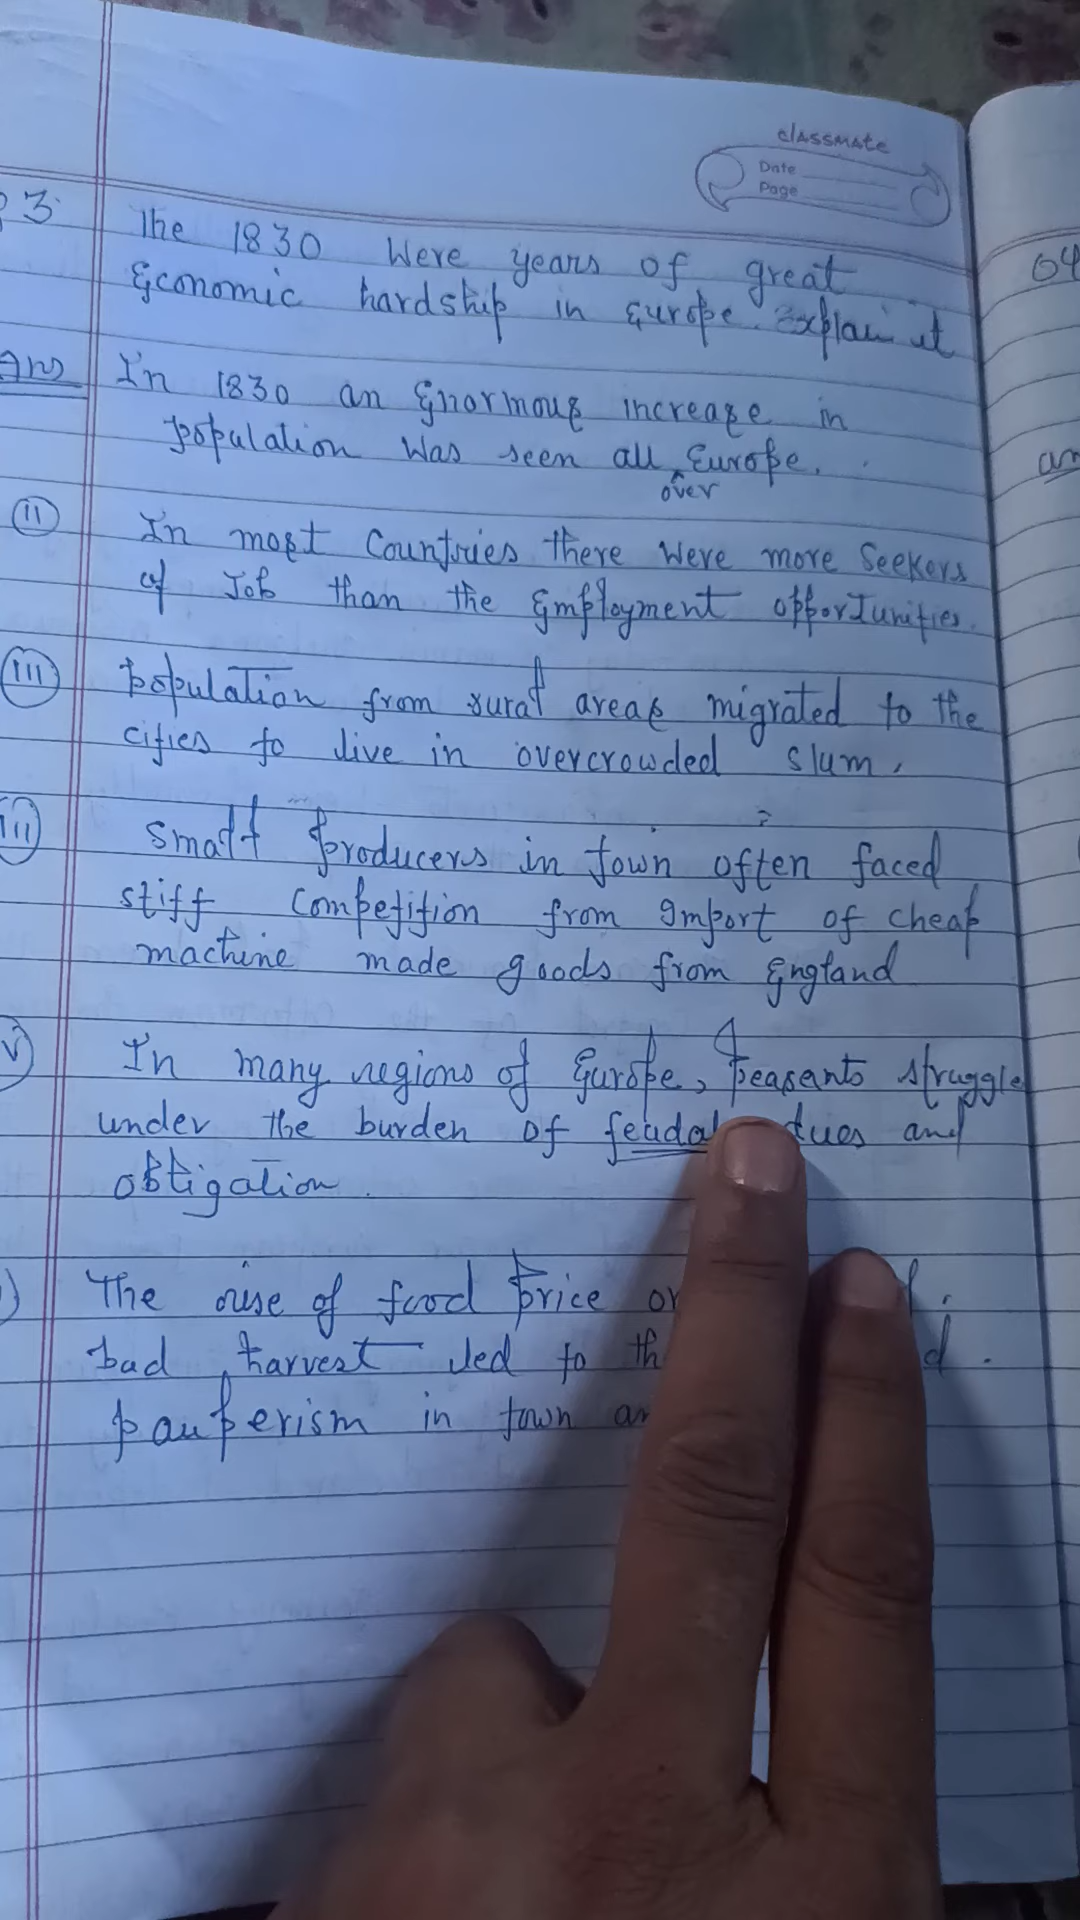 classmate
Date
Page
3.
The 1830 Were years of great
Economic hardship in Europe. Explain it
Ans In 1830 an Enormous increase in
population Was seen all Europe.
over
(ii) In most Countries there were more Seekers
of Job than the Employment opportunities.
(iii) population from rural areas migrated to the
cities to live in overcrowded slum.
small producers in town often faced
stiff Competition from import of cheap
machine made goods from England
In many regions of Europe, peasants struggle
under the burden of feudal dues and
obligation.
The rise of food price or
bad harvest led to
pauperism in town
04